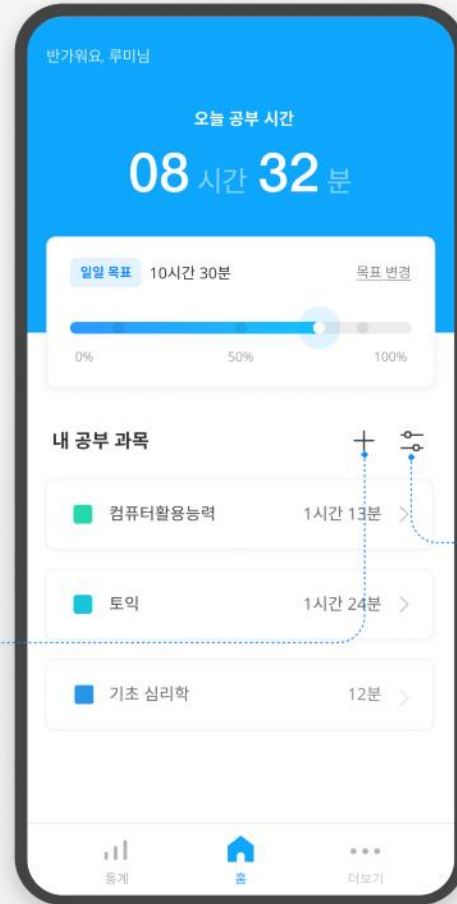 반가워요, 루미님
오늘 공부 시간
08 시간 32 분
일일 목표 10시간 30분 목표 변경
0% 50% 100%
내 공부 과목
컴퓨터활용능력 1시간 13분
토익 1시간 24분
기초 심리학 12분
통계 홈 더보기